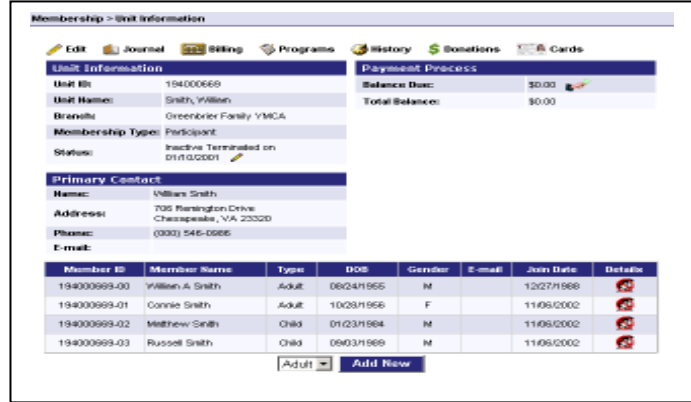 Membership > Unit Information
Edit Journal Billing Programs History $ Donations Cards
Unit Information
Unit ID: 194000669
Unit Name: Smith, William
Branch: Greenbrier Family YMCA
Membership Type: Participant
Status: Inactive Terminated on
01/10/2001
Payment Process
Balance Due: $0.00
Total Balance: $0.00
Primary Contact
Name: William Smith
Address: 706 Remington Drive
Chesapeake, VA 23320
Phone: (000) 546-0986
E-mail:
Member ID Member Name Type DOB Gender E-mail Join Date Details
194000669-00 William A Smith Adult 08/24/1955 M 12/27/1988
194000669-01 Connie Smith Adult 10/28/1956 F 11/06/2002
194000669-02 Matthew Smith Child 01/23/1984 M 11/06/2002
194000669-03 Russell Smith Child 09/03/1989 M 11/06/2002
Adult Add New